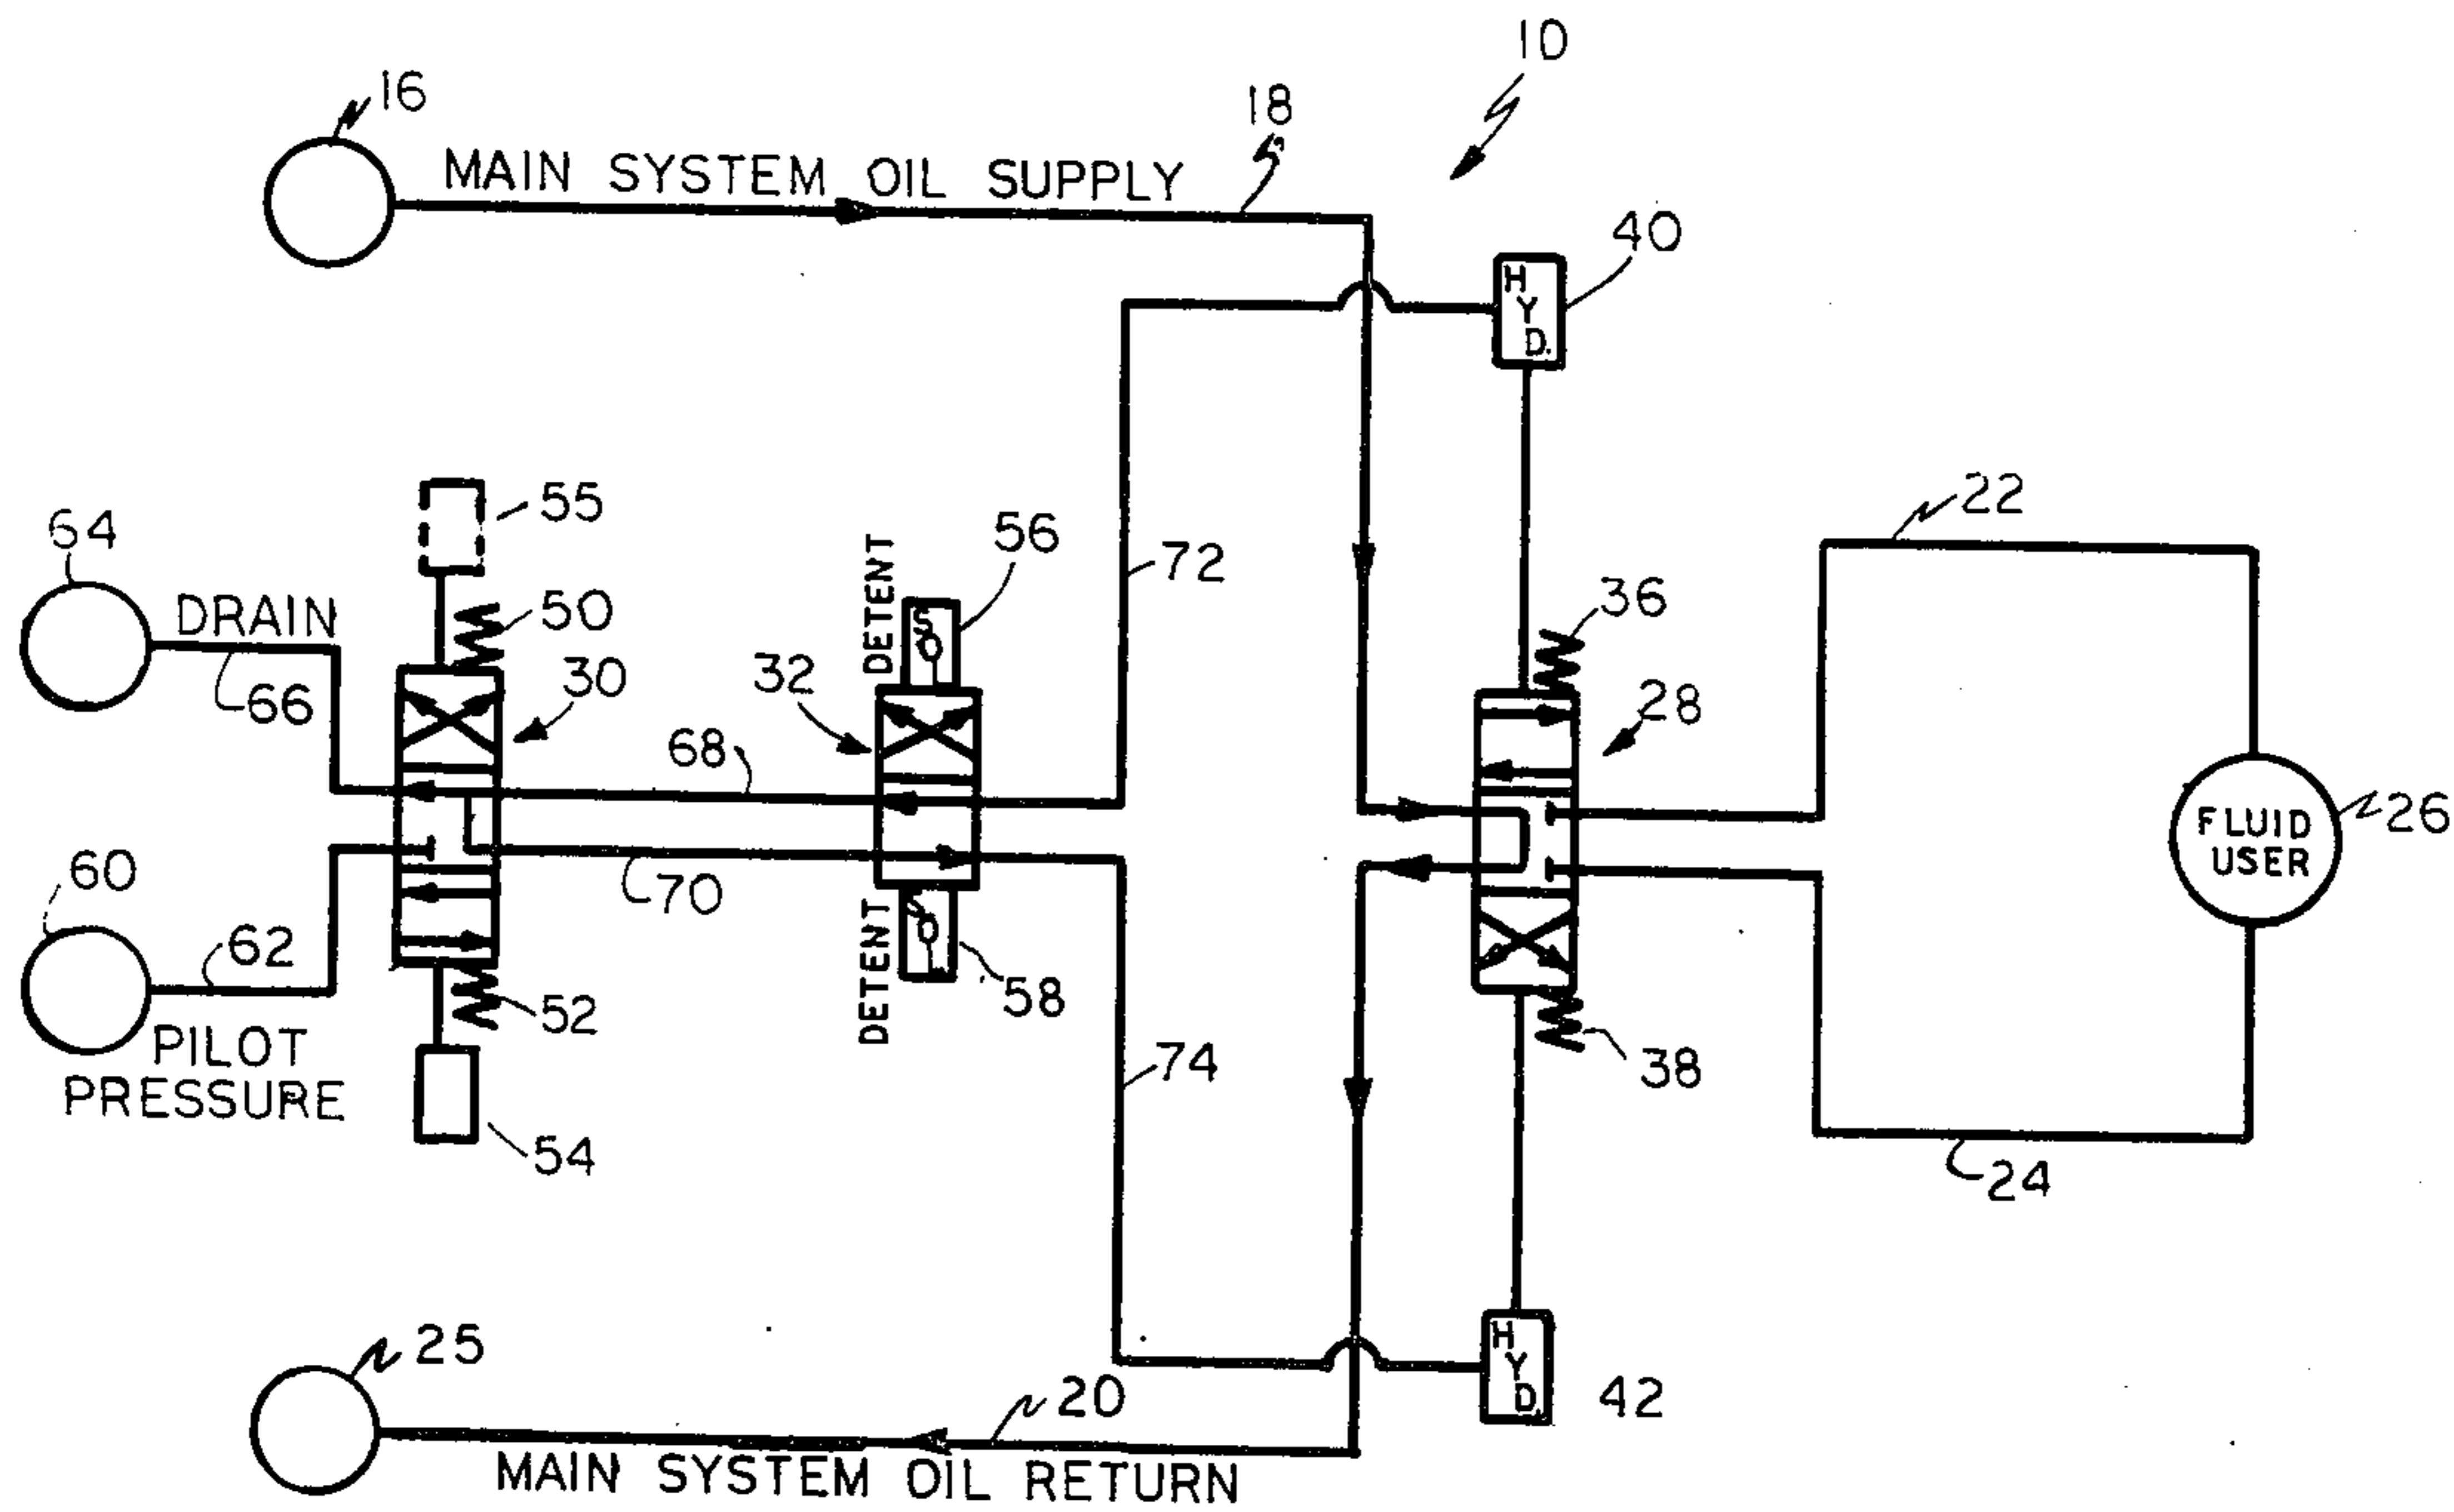 10
16
18
MAIN SYSTEM OIL SUPPLY
40
H
Y
D.
55
22
64
DETENT
56
50
72
36
DRAIN
SOL
30
32
28
66
68
26
FLUID
USER
60
70
62
DETENT
SOL
58
52
PILOT
PRESSURE
74
38
54
24
25
H
Y
D.
42
20
MAIN SYSTEM OIL RETURN